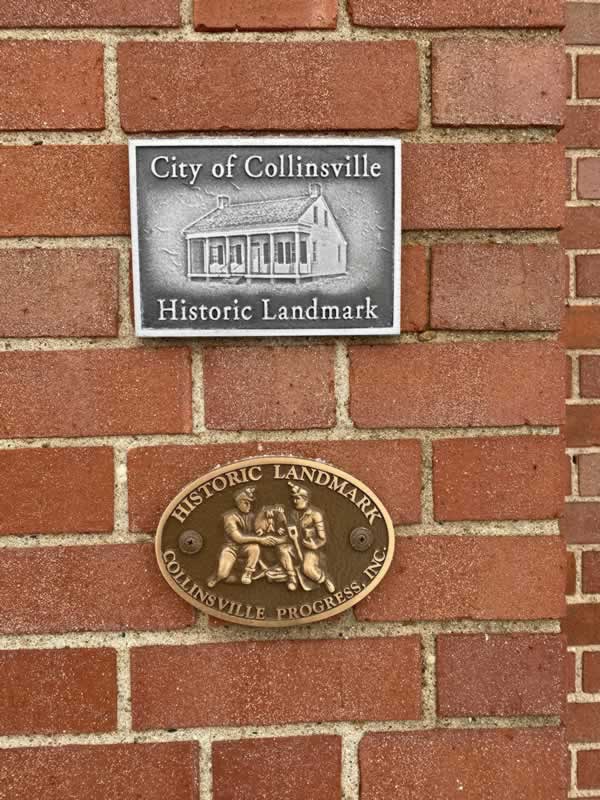 City of Collinsville
Historic Landmark
HISTORIC LANDMARK
COLLINSVILLE PROGRESS, INC.